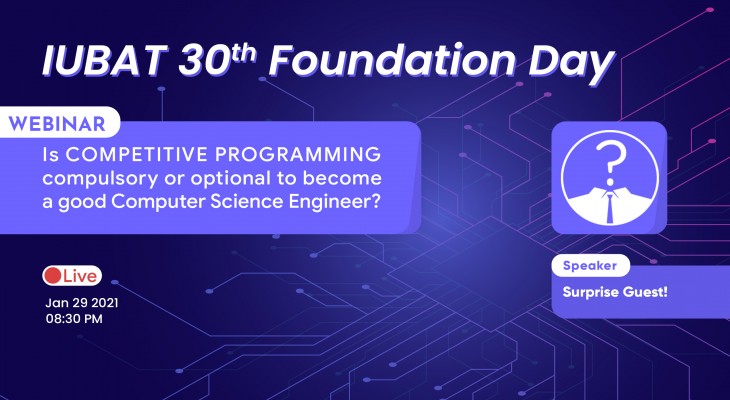 IUBAT 30th Foundation Day
WEBINAR
Is COMPETITIVE PROGRAMMING
compulsory or optional to become
a good Computer Science Engineer?
?
Live
Jan 29 2021
08:30 PM
Speaker
Surprise Guest!